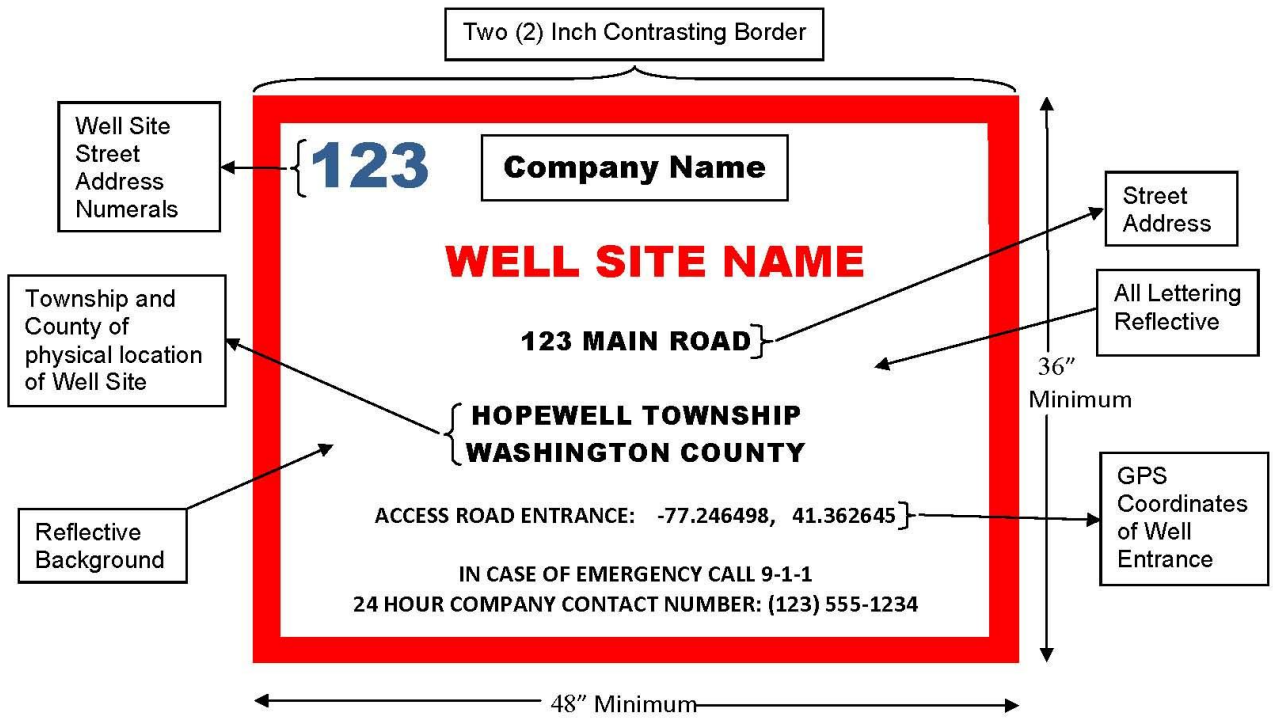 Two (2) Inch Contrasting Border
Well Site
Street
Address
Numerals
123
Company Name
Street
Address
WELL SITE NAME
Township and
County of
physical location
of Well Site
All Lettering
Reflective
123 MAIN ROAD
36”
Minimum
HOPEWELL TOWNSHIP
WASHINGTON COUNTY
GPS
Coordinates
of Well
Entrance
Reflective
Background
ACCESS ROAD ENTRANCE: -77.246498, 41.362645
IN CASE OF EMERGENCY CALL 9-1-1
24 HOUR COMPANY CONTACT NUMBER: (123) 555-1234
48” Minimum